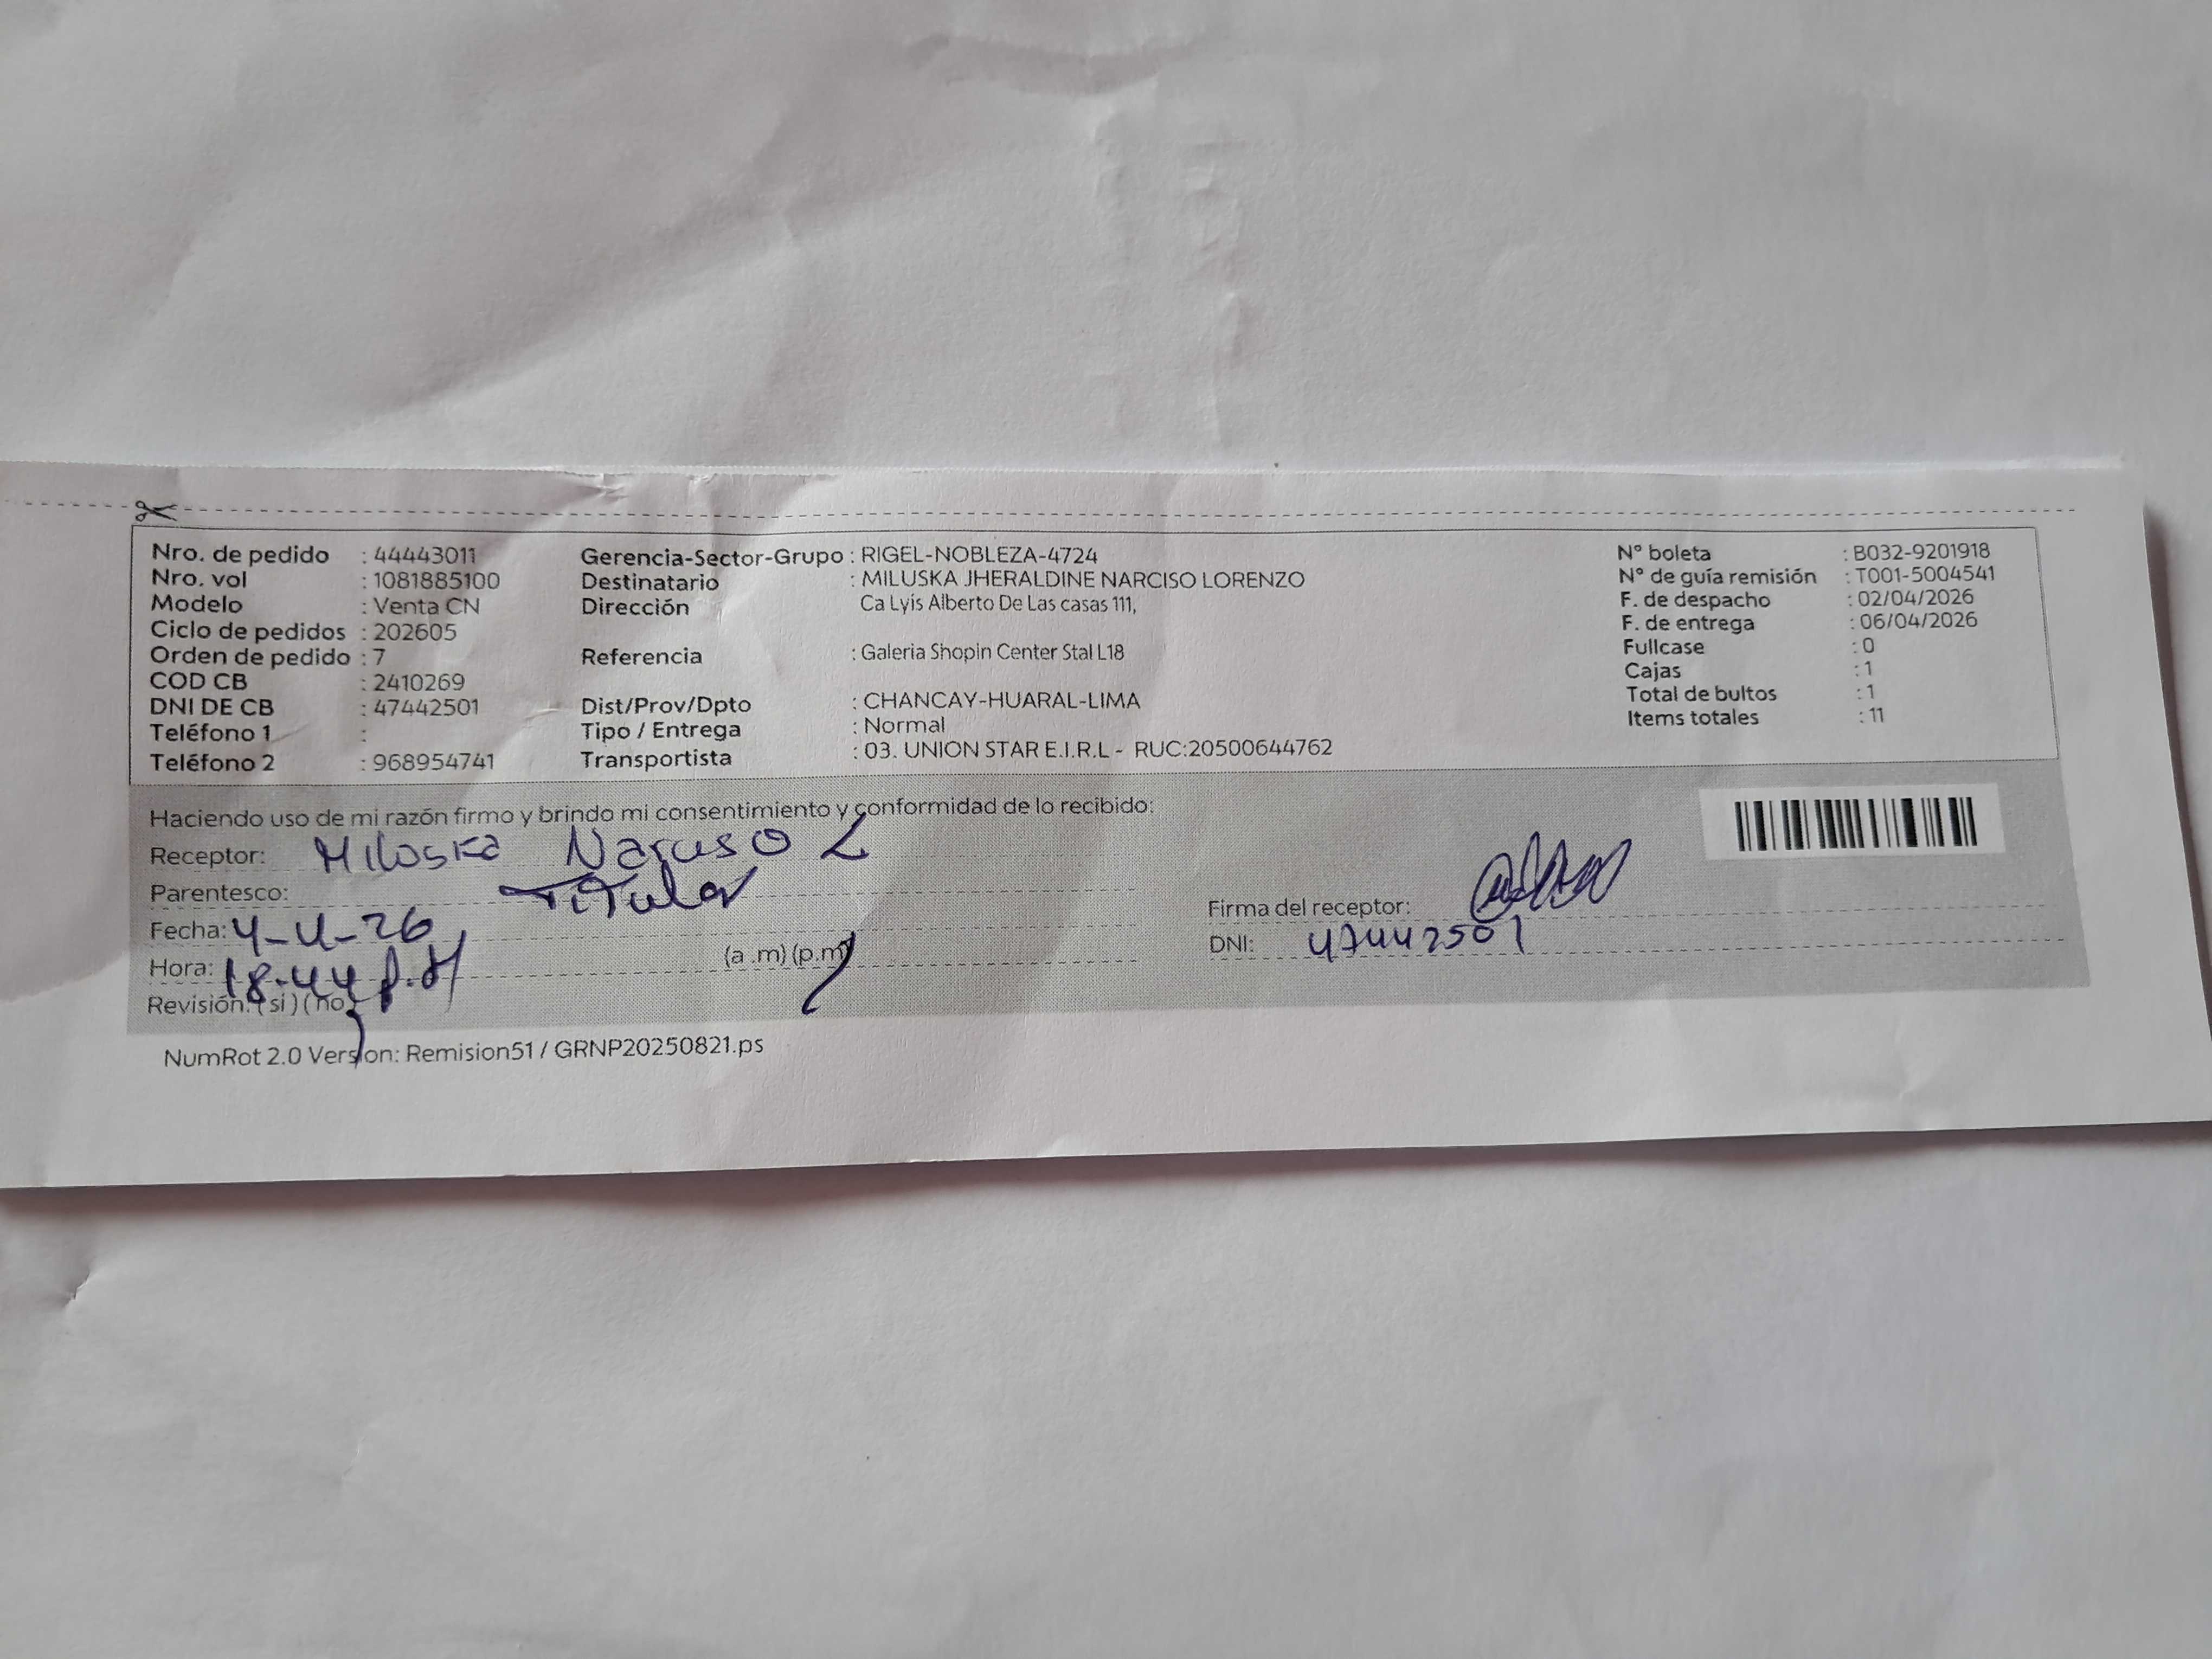 Nro. de pedido : 44443011
Nro. vol : 1081885100
Modelo : Venta CN
Ciclo de pedidos : 202605
Orden de pedido : 7
COD CB : 2410269
DNI DE CB : 47442501
Teléfono 1 :
Teléfono 2 : 968954741
Gerencia-Sector-Grupo : RIGEL-NOBLEZA-4724
Destinatario : MILUSKA JHERALDINE NARCISO LORENZO
Dirección Ca Lyis Alberto De Las casas 111,
Referencia : Galeria Shopin Center Stal L18
Dist/Prov/Dpto : CHANCAY-HUARAL-LIMA
Tipo / Entrega : Normal
Transportista : 03. UNION STAR E.I.R.L - RUC:20500644762
N° boleta : B032-9201918
N° de guía remisión : T001-5004541
F. de despacho : 02/04/2026
F. de entrega : 06/04/2026
Fullcase : 0
Cajas : 1
Total de bultos : 1
Items totales : 11
Haciendo uso de mi razón firmo y brindo mi consentimiento y conformidad de lo recibido:
Receptor: Miluska Narciso L
Parentesco: Titular
Fecha: 4-4-26
Hora: 18-44 p.M (a .m) (p.m)
Revisión: (si) (no)
Firma del receptor:
DNI: 47442501
NumRot 2.0 Version: Remision51 / GRNP20250821.ps